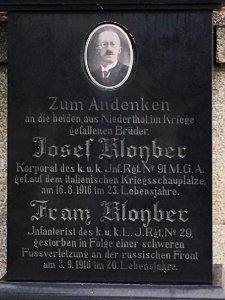 Zum Andenken
an die beiden, aus Niederthal, im Kriege
gefallenen Brüder.
Josef Kloyber
Korporal des k.u.k. Jnf. Rgt. Nº 91 M.G.A.
gef. auf dem italienischen Kriegsschauplatze,
am 16.8.1916 im 23. Lebensjahre.
Franz Kloyber
Jnfanterist des k.u.k. L.J. Rgt. Nº 29,
gestorben in Folge einer schweren
Fussverletzung an der russischen Front
am 3.9.1916 im 20. Lebensjahre.